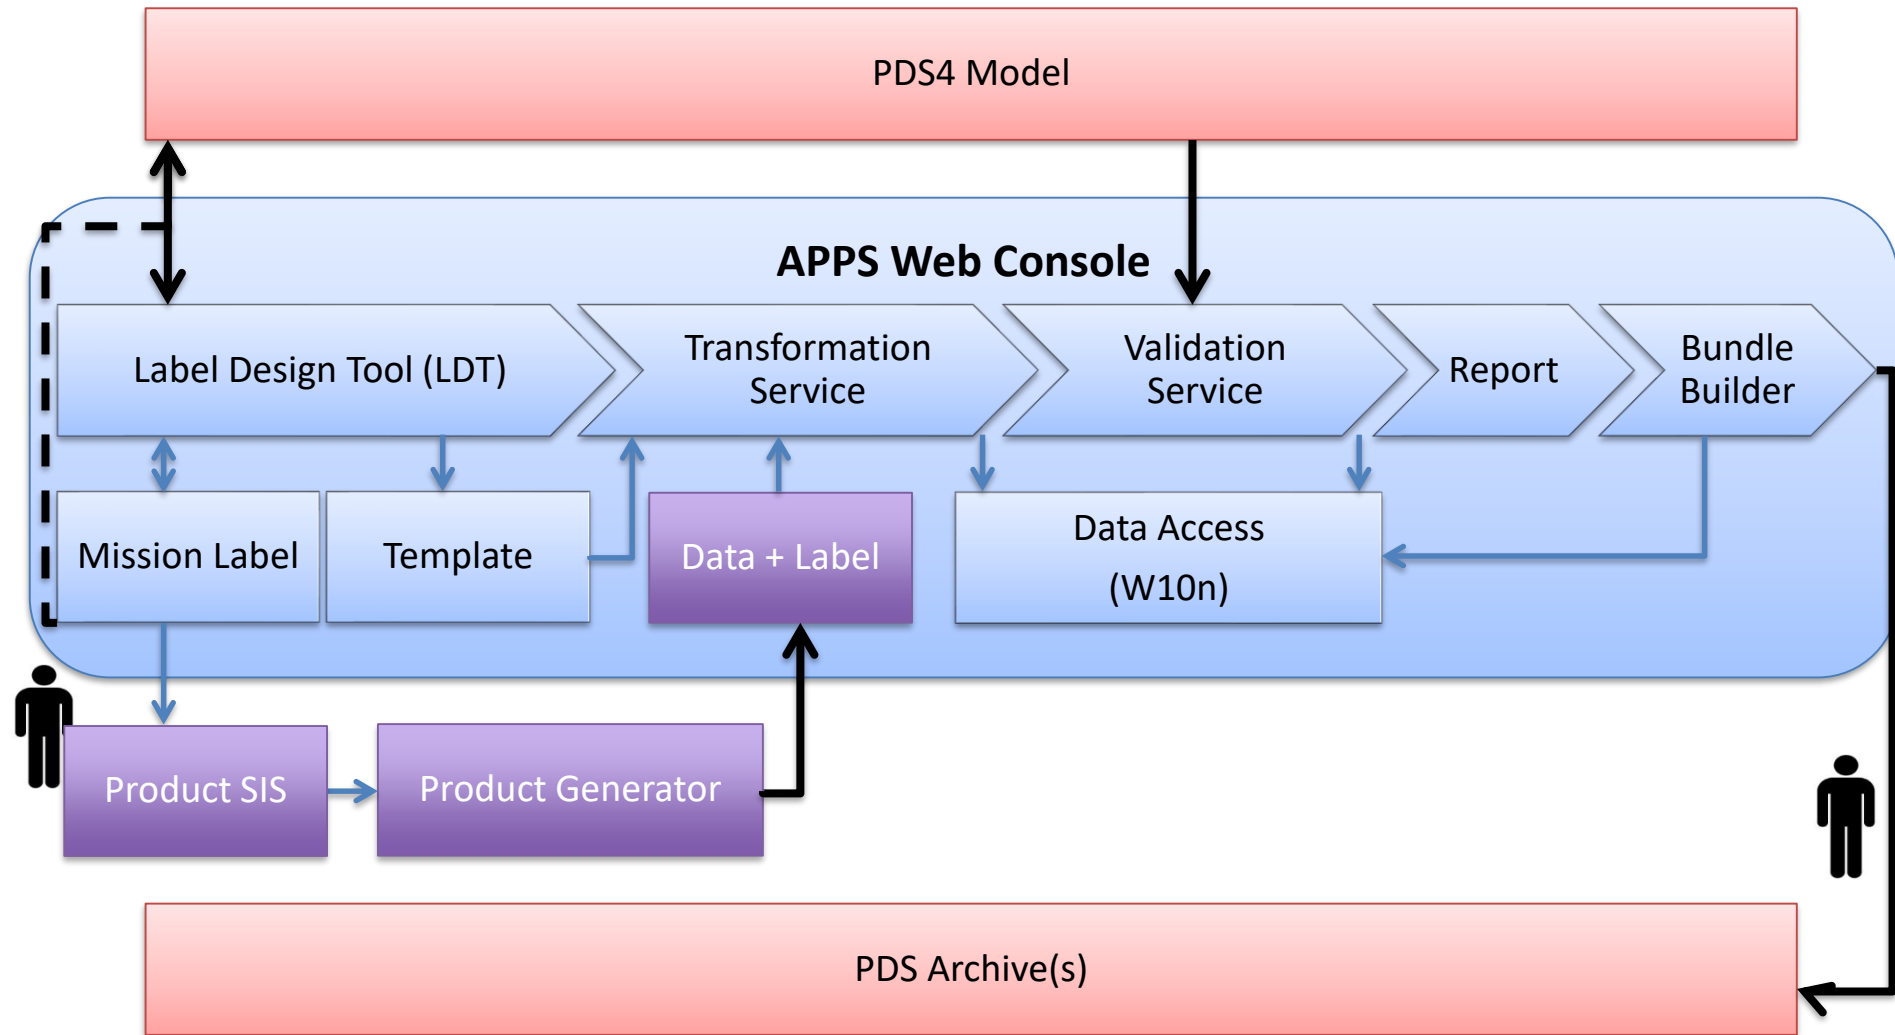 PDS4 Model
APPS Web Console
Label Design Tool (LDT)
Transformation
Service
Validation
Service
Report
Bundle
Builder
Mission Label
Template
Data + Label
Data Access
(W10n)
Product SIS
Product Generator
PDS Archive(s)